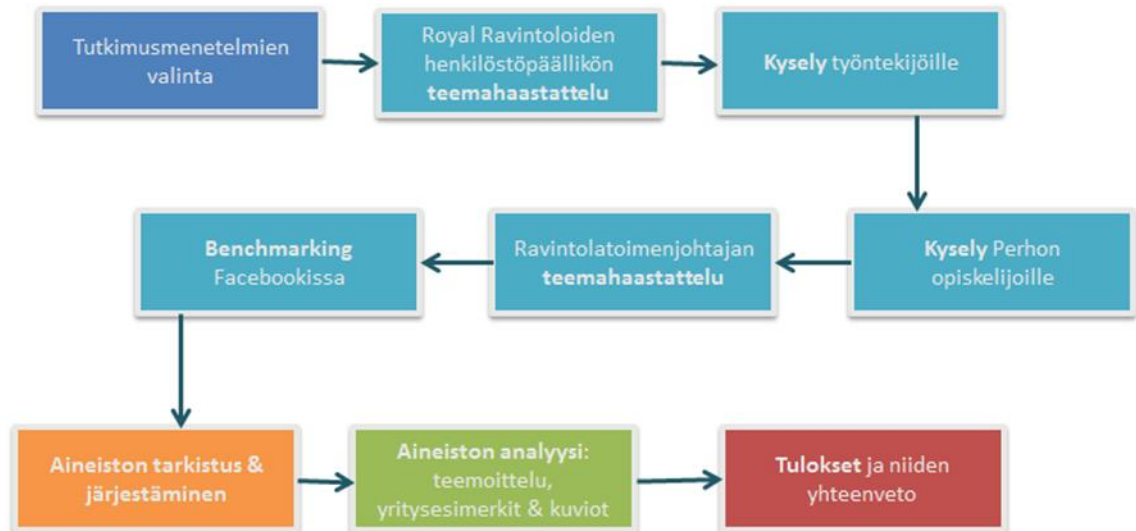 Tutkimusmenetelmien
valinta
Royal Ravintoloiden
henkilöstöpäällikön
teemahaastattelu
Kysely työntekijöille
Kysely Perhon
opiskelijoille
Ravintolatoimenjohtajan
teemahaastattelu
Benchmarking
Facebookissa
Aineiston tarkistus &
järjestäminen
Aineiston analyysi:
teemoittelu,
yritysesimerkit & kuviot
Tulokset ja niiden
yhteenveto